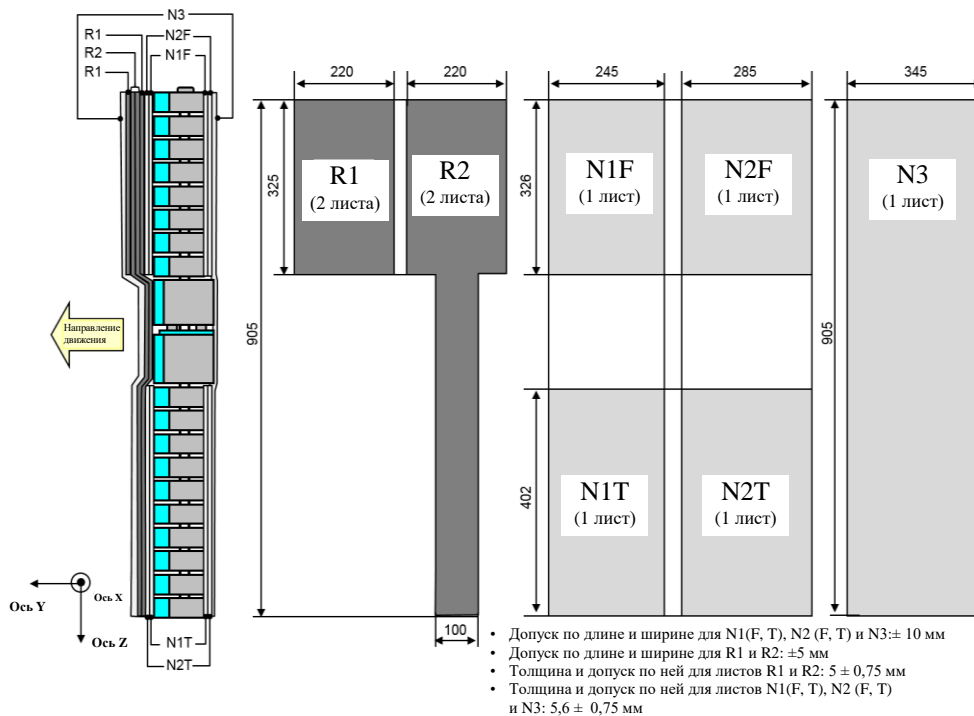 N3
R1
N2F
R2
N1F
R1
220
220
245
285
345
325
905
326
905
402
R1
(2 листа)
R2
(2 листа)
N1F
(1 лист)
N2F
(1 лист)
N3
(1 лист)
Направление
движения
N1T
(1 лист)
N2T
(1 лист)
Ось Y
Ось X
Ось Z
N1T
N2T
100
• Допуск по длине и ширине для N1(F, T), N2 (F, T) и N3:± 10 мм
• Допуск по длине и ширине для R1 и R2: ±5 мм
• Толщина и допуск по ней для листов R1 и R2: 5 ± 0,75 мм
• Толщина и допуск по ней для листов N1(F, T), N2 (F, T)
и N3: 5,6 ± 0,75 мм